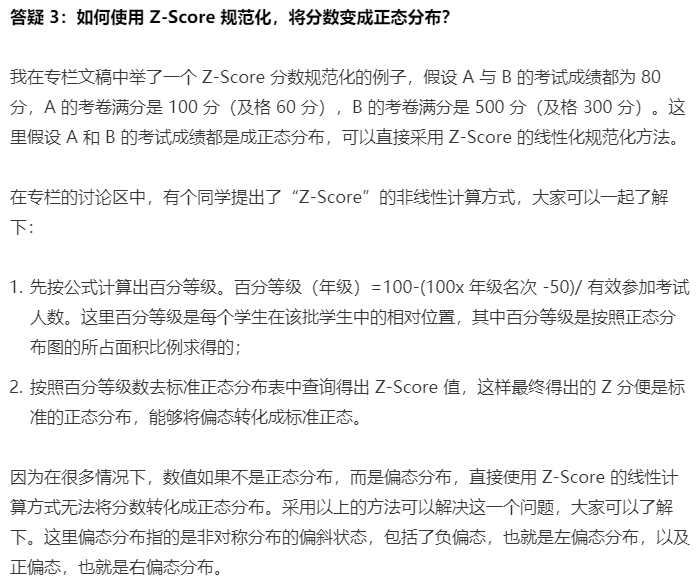 答疑 3：如何使用 Z-Score 规范化，将分数变成正态分布？
我在专栏文稿中举了一个 Z-Score 分数规范化的例子，假设 A 与 B 的考试成绩都为 80
分，A 的考卷满分是 100 分（及格 60 分），B 的考卷满分是 500 分（及格 300 分）。这
里假设 A 和 B 的考试成绩都是成正态分布，可以直接采用 Z-Score 的线性化规范化方法。
在专栏的讨论区中，有个同学提出了“Z-Score”的非线性计算方式，大家可以一起了解
下：
1. 先按公式计算出百分等级。百分等级（年级）=100-(100x 年级名次 -50)/ 有效参加考试
人数。这里百分等级是每个学生在该批学生中的相对位置，其中百分等级是按照正态分
布图的所占面积比例求得的；
2. 按照百分等级数去标准正态分布表中查询得出 Z-Score 值，这样最终得出的 Z 分便是标
准的正态分布，能够将偏态转化成标准正态。
因为在很多情况下，数值如果不是正态分布，而是偏态分布，直接使用 Z-Score 的线性计
算方式无法将分数转化成正态分布。采用以上的方法可以解决这一个问题，大家可以了解
下。这里偏态分布指的是非对称分布的偏斜状态，包括了负偏态，也就是左偏态分布，以及
正偏态，也就是右偏态分布。